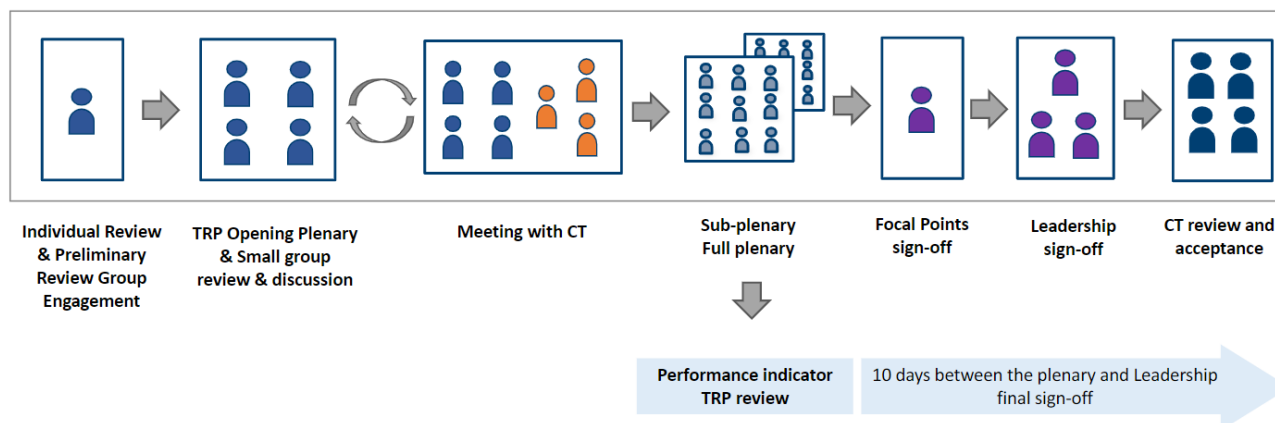 Individual Review
& Preliminary
Review Group
Engagement
TRP Opening Plenary
& Small group
review & discussion
Meeting with CT
Sub-plenary
Full plenary
Focal Points
sign-off
Leadership
sign-off
CT review and
acceptance
Performance indicator
TRP review
10 days between the plenary and Leadership
final sign-off